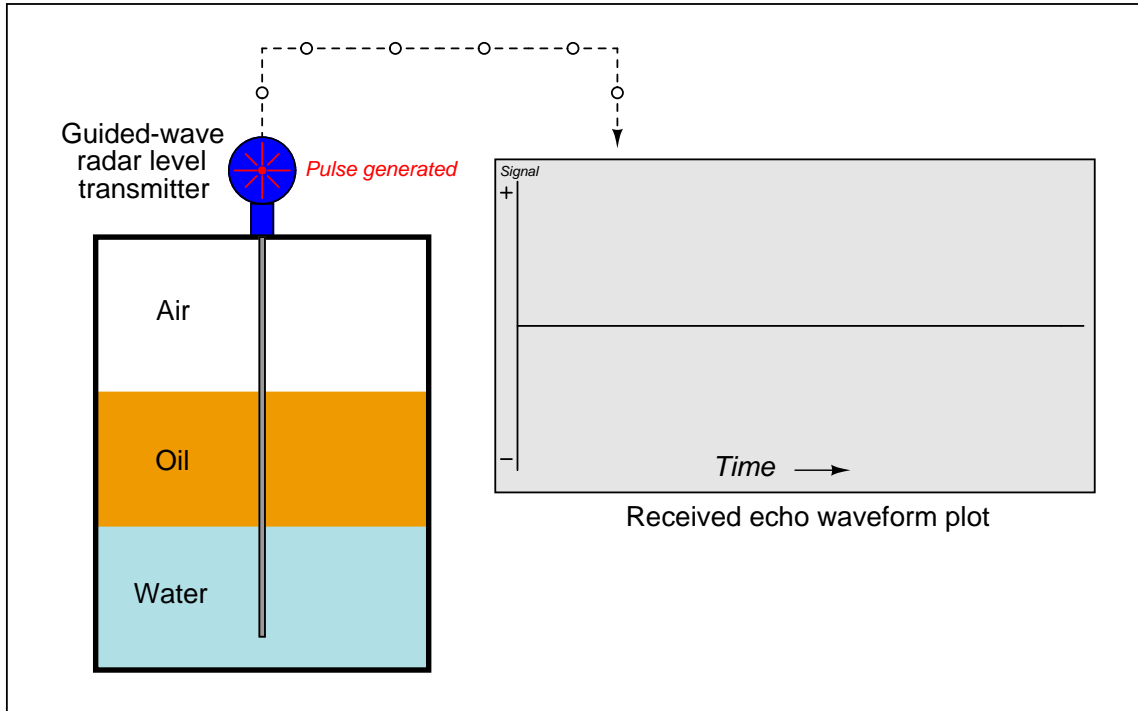 Guided-wave
radar level
transmitter
Pulse generated
Signal
+
−
Time
Air
Oil
Water
Received echo waveform plot